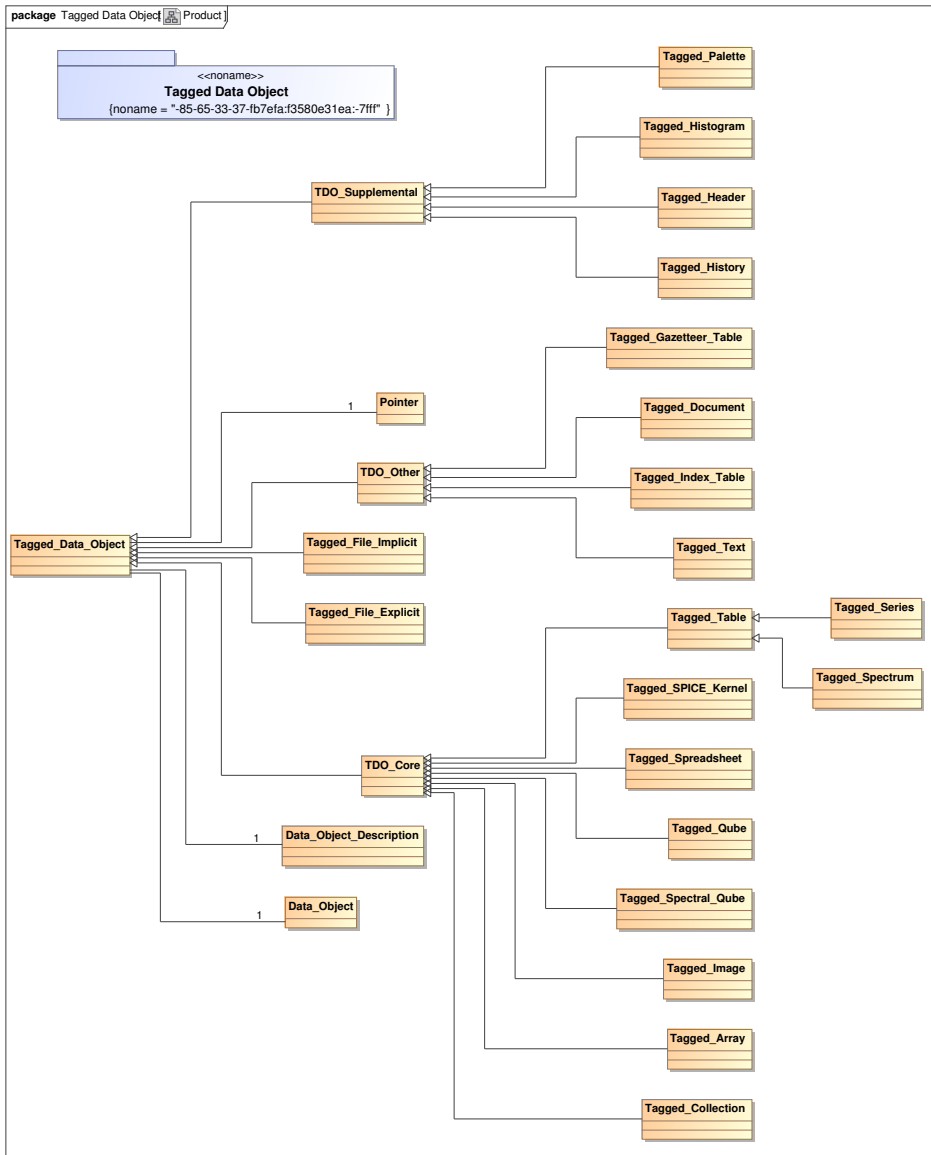 package Tagged Data Object[ Product]
<<noname>>
Tagged Data Object
{noname = "-85-65-33-37-fb7efa:f3580e31ea:-7fff" }
Tagged_Palette
Tagged_Histogram
TDO_Supplemental
Tagged_Header
Tagged_History
Tagged_Gazetteer_Table
1
Pointer
Tagged_Document
TDO_Other
Tagged_Index_Table
Tagged_Data_Object
Tagged_File_Implicit
Tagged_Text
Tagged_File_Explicit
Tagged_Table
Tagged_Series
Tagged_SPICE_Kernel
Tagged_Spectrum
TDO_Core
Tagged_Spreadsheet
1
Data_Object_Description
Tagged_Qube
1
Data_Object
Tagged_Spectral_Qube
Tagged_Image
Tagged_Array
Tagged_Collection